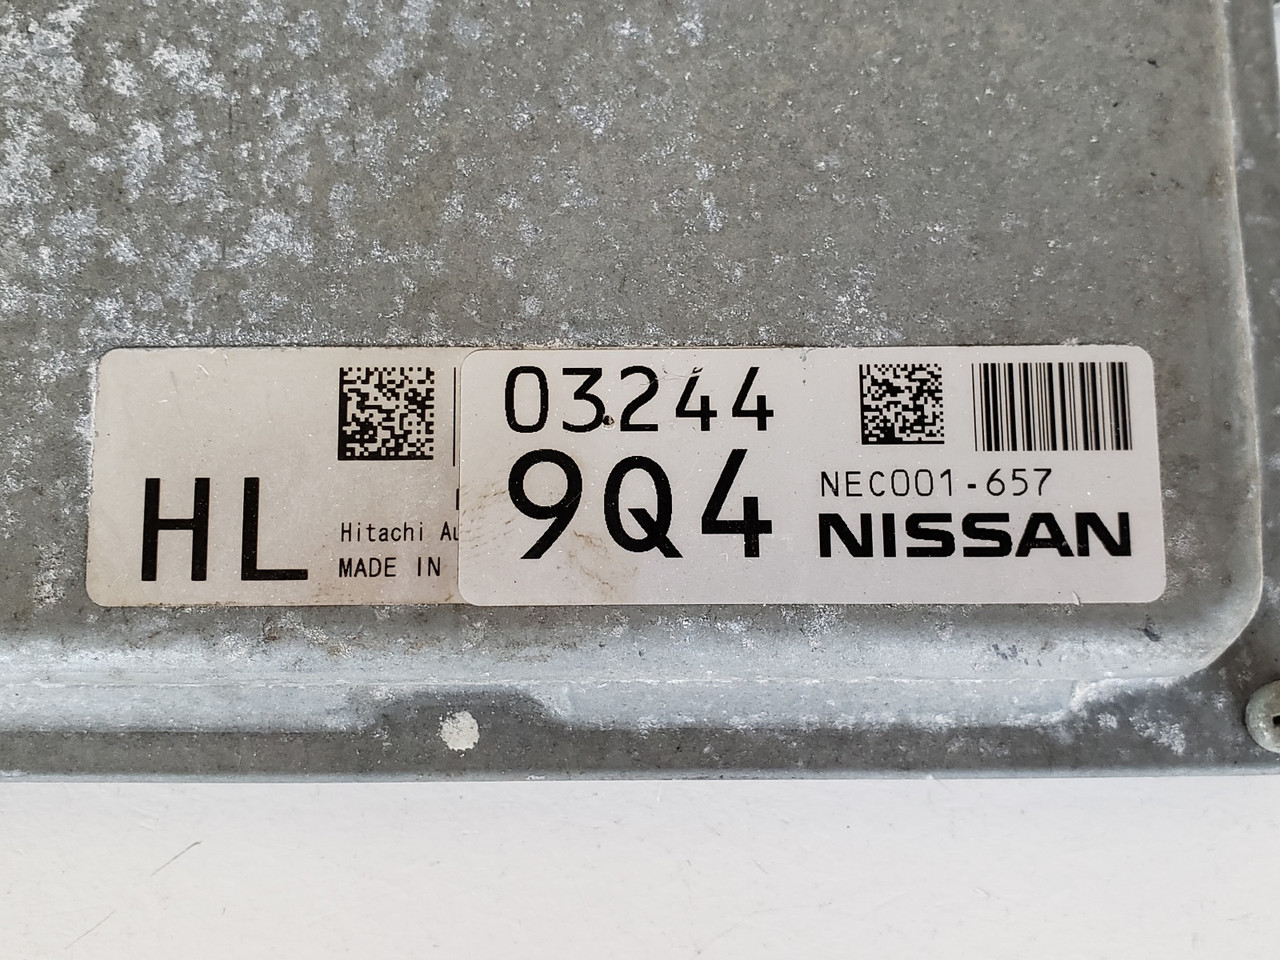 HL
Hitachi Au
MADE IN
03244
9Q4
NEC001-657
NISSAN